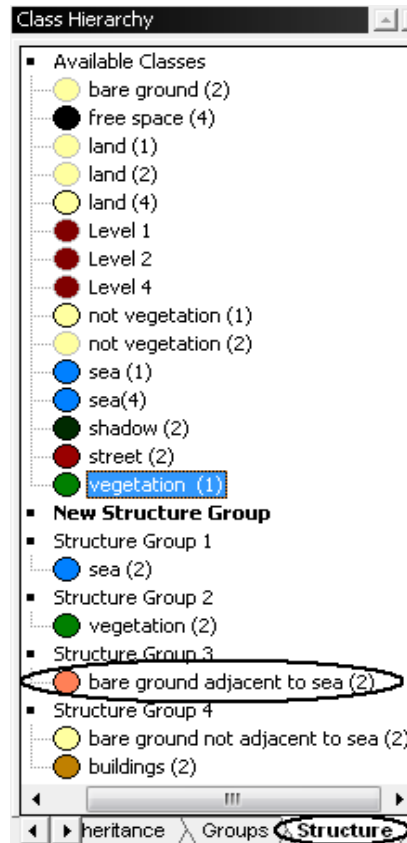 Class Hierarchy
Available Classes
bare ground (2)
free space (4)
land (1)
land (2)
land (4)
Level 1
Level 2
Level 4
not vegetation (1)
not vegetation (2)
sea (1)
sea(4)
shadow (2)
street (2)
vegetation (1)
New Structure Group
Structure Group 1
sea (2)
Structure Group 2
vegetation (2)
Structure Group 3
bare ground adjacent to sea (2)
Structure Group 4
bare ground not adjacent to sea (2)
buildings (2)
heritance Groups Structure